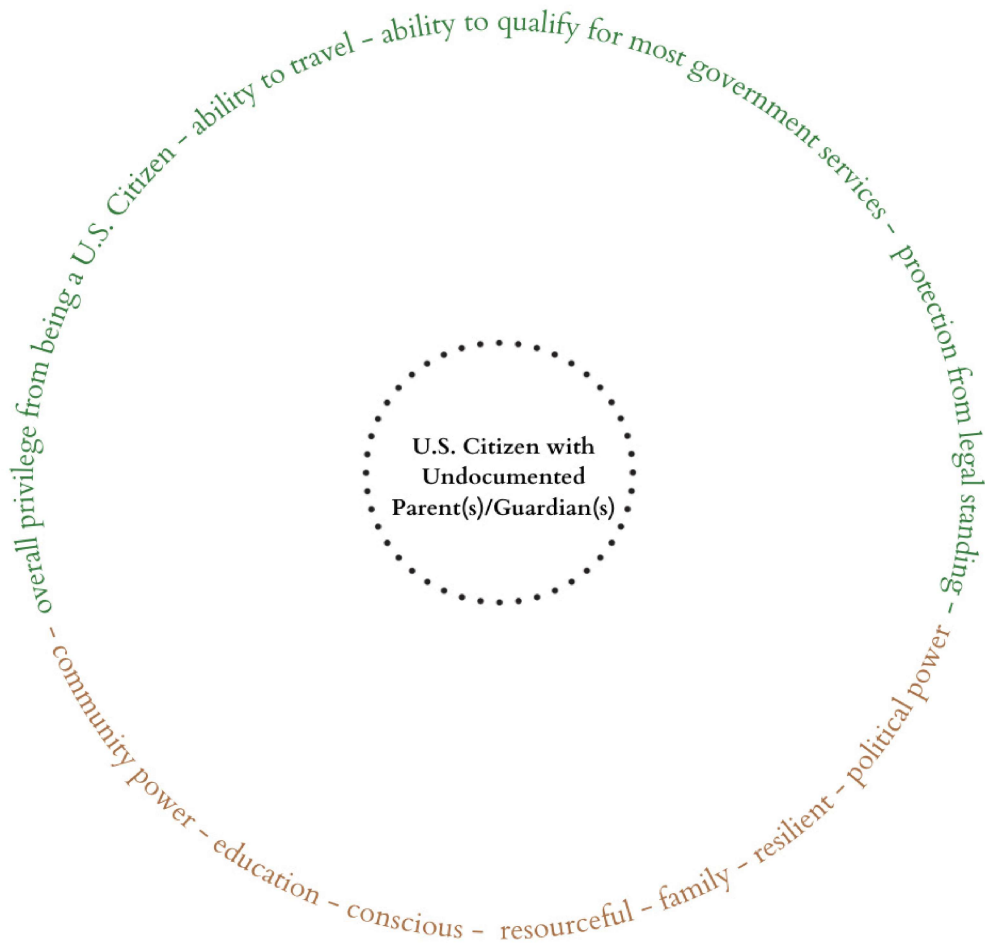 overall privilege from being a U.S. Citizen - ability to travel - ability to qualify for most government services - protection from legal standing -
U.S. Citizen with
Undocumented
Parent(s)/Guardian(s)
- community power - education - conscious - resourceful - family - resilient - political power